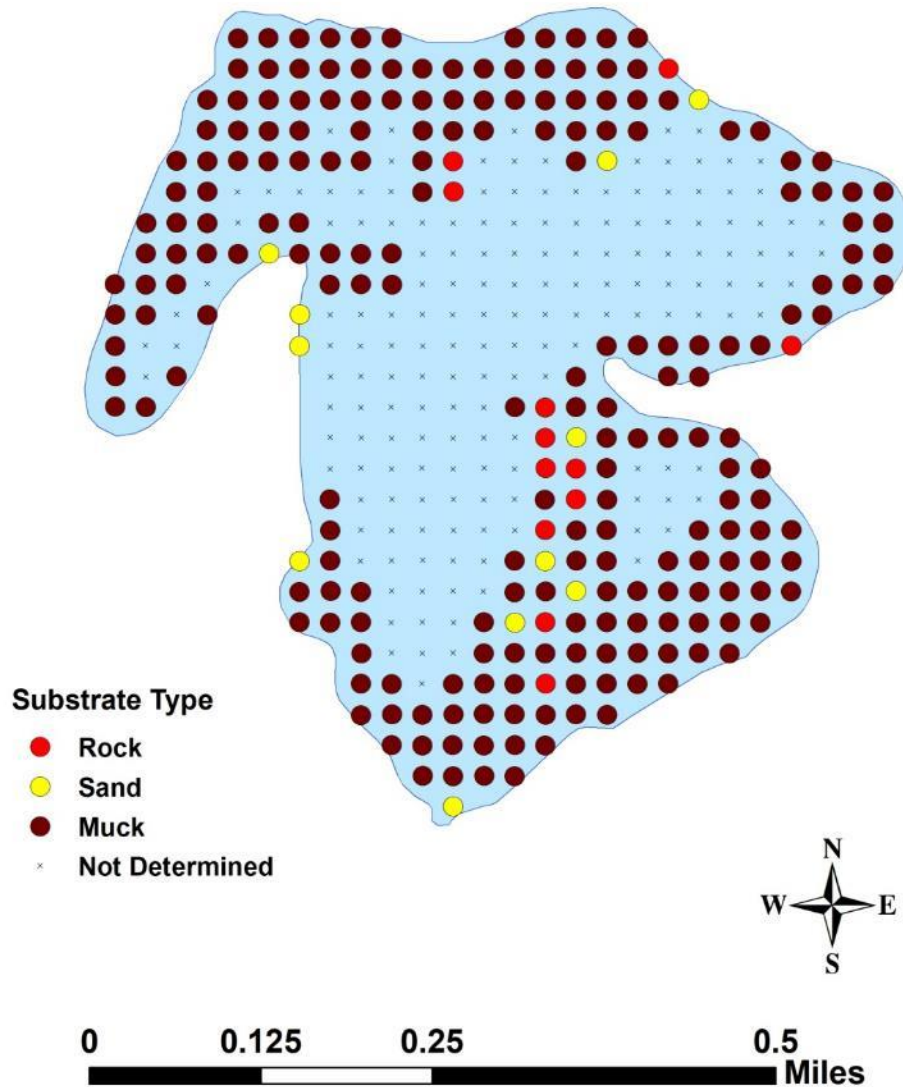 Substrate Type
Rock
Sand
Muck
Not Determined
N
W E
S
0 0.125 0.25 0.5
Miles